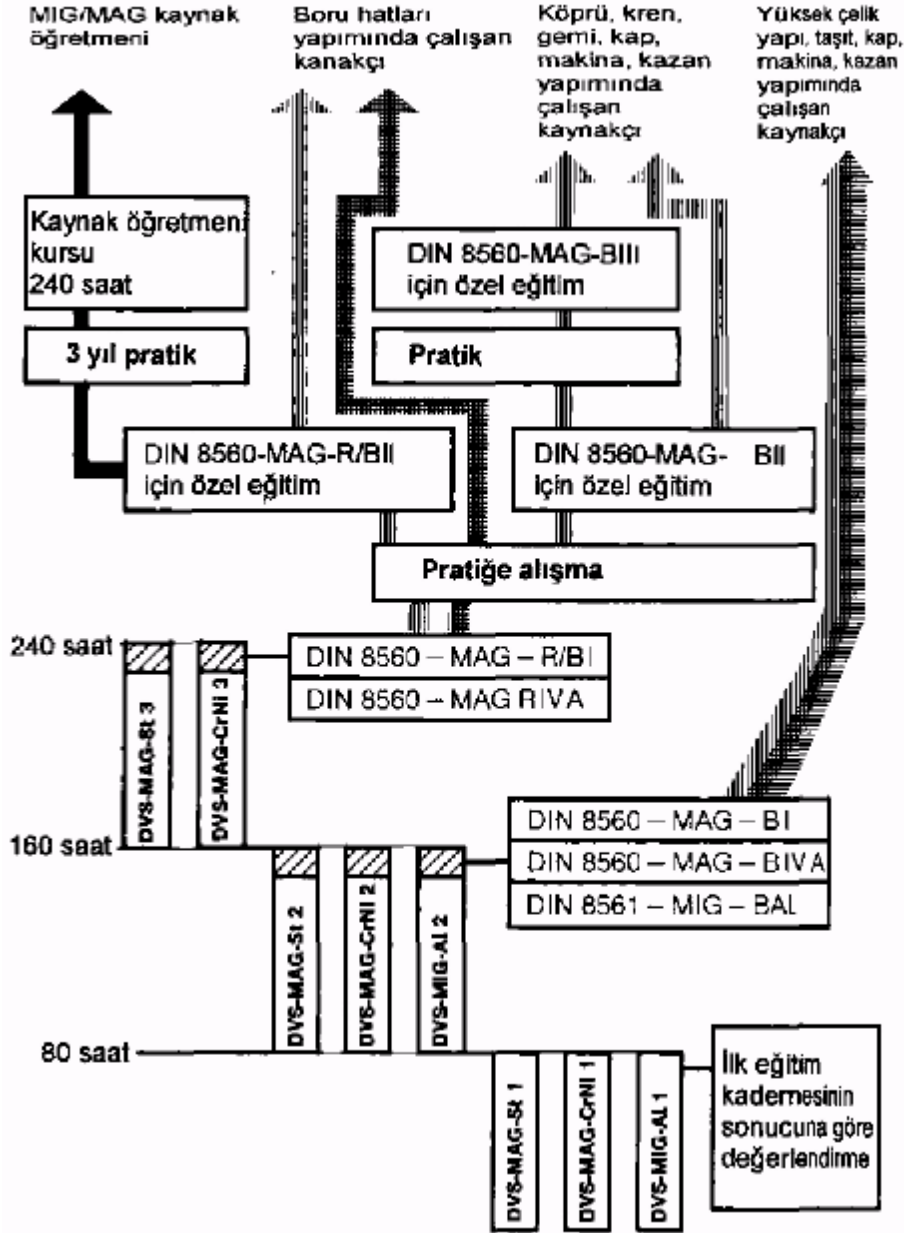 MIG/MAG kaynak
öğretmeni
Boru hatları
yapımında çalışan
kanakçı
Köprü, kren,
gemi, kap,
makina, kazan
yapımında
çalışan
kaynakçı
Yüksek çelik
yapı, taşıt, kap,
makina, kazan
yapımında
çalışan
kaynakçı
Kaynak öğretmeni
kursu
240 saat
DIN 8560-MAG-BIII
için özel eğitim
3 yıl pratik
Pratik
DIN 8560-MAG-R/BII
için özel eğitim
DIN 8560-MAG- BII
için özel eğitim
Pratiğe alışma
240 saat
DIN 8560 – MAG – R/BI
DIN 8560 – MAG RIVA
DVS-MAG-St 3
DVS-MAG-CrNi 3
160 saat
DIN 8560 – MAG – BI
DIN 8560 – MAG – BIVA
DIN 8561 – MIG – BAL
DVS-MAG-St 2
DVS-MAG-CrNi 2
DVS-MIG-Al 2
80 saat
DVS-MAG-St 1
DVS-MAG-CrNi 1
DVS-MIG-Al 1
İlk eğitim
kademesinin
sonucuna göre
değerlendirme